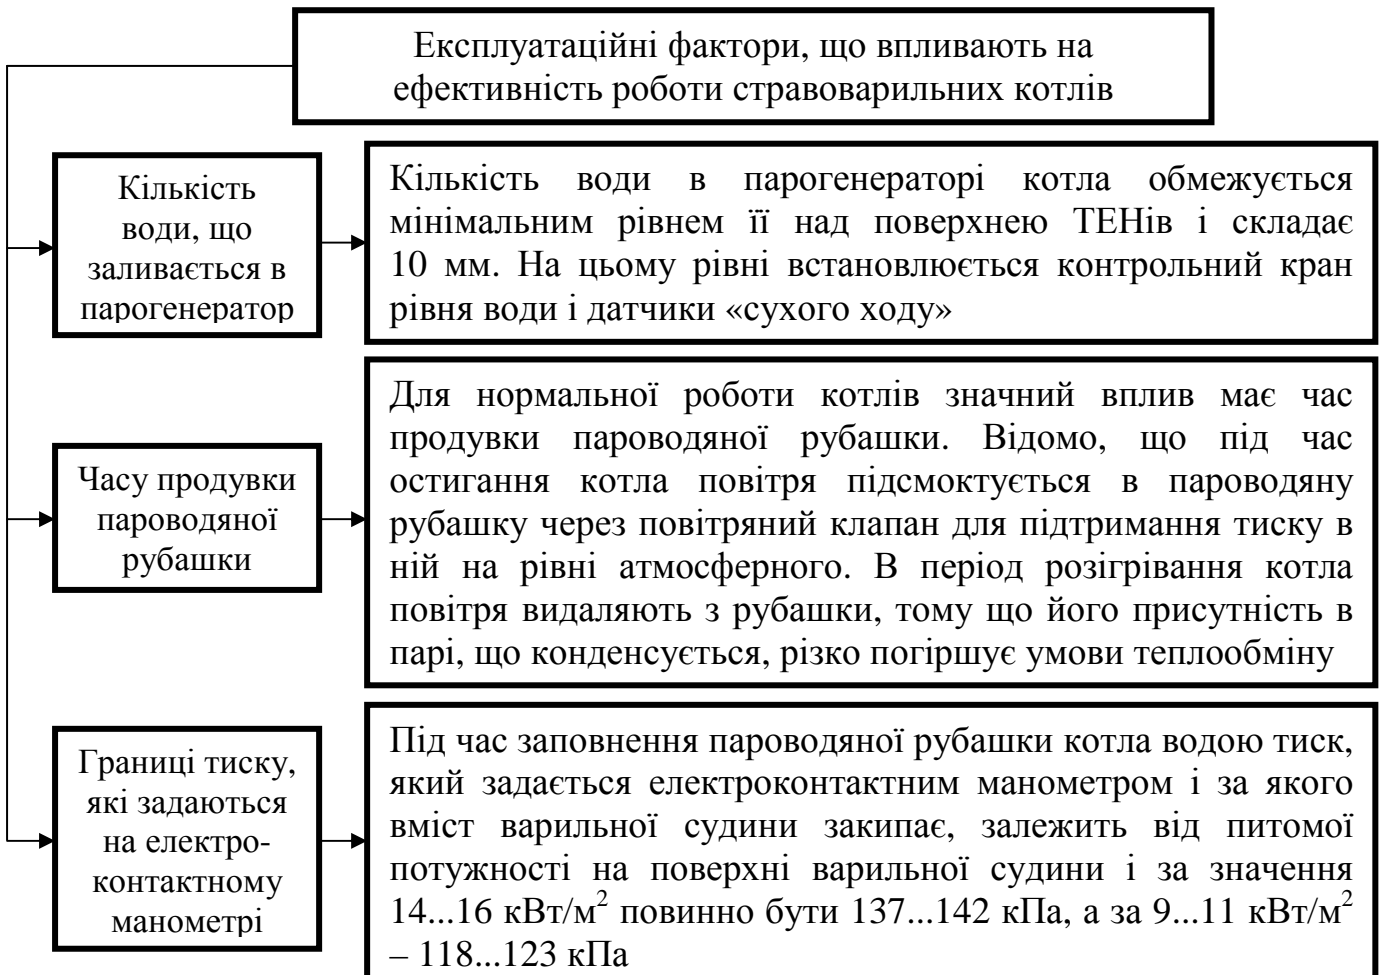 Експлуатаційні фактори, що впливають на
ефективність роботи стравоварильних котлів
Кількість
води, що
заливається в
парогенератор
Кількість води в парогенераторі котла обмежується
мінімальним рівнем її над поверхнею ТЕНів і складає
10 мм. На цьому рівні встановлюється контрольний кран
рівня води і датчики «сухого ходу»
Часу продувки
пароводяної
рубашки
Для нормальної роботи котлів значний вплив має час
продувки пароводяної рубашки. Відомо, що під час
остигання котла повітря підсмоктується в пароводяну
рубашку через повітряний клапан для підтримання тиску в
ній на рівні атмосферного. В період розігрівання котла
повітря видаляють з рубашки, тому що його присутність в
парі, що конденсується, різко погіршує умови теплообміну
Границі тиску,
які задаються
на електро-
контактному
манометрі
Під час заповнення пароводяної рубашки котла водою тиск,
який задається електроконтактним манометром і за якого
вміст варильної судини закипає, залежить від питомої
потужності на поверхні варильної судини і за значення
14...16 кВт/м² повинно бути 137...142 кПа, а за 9...11 кВт/м²
– 118...123 кПа